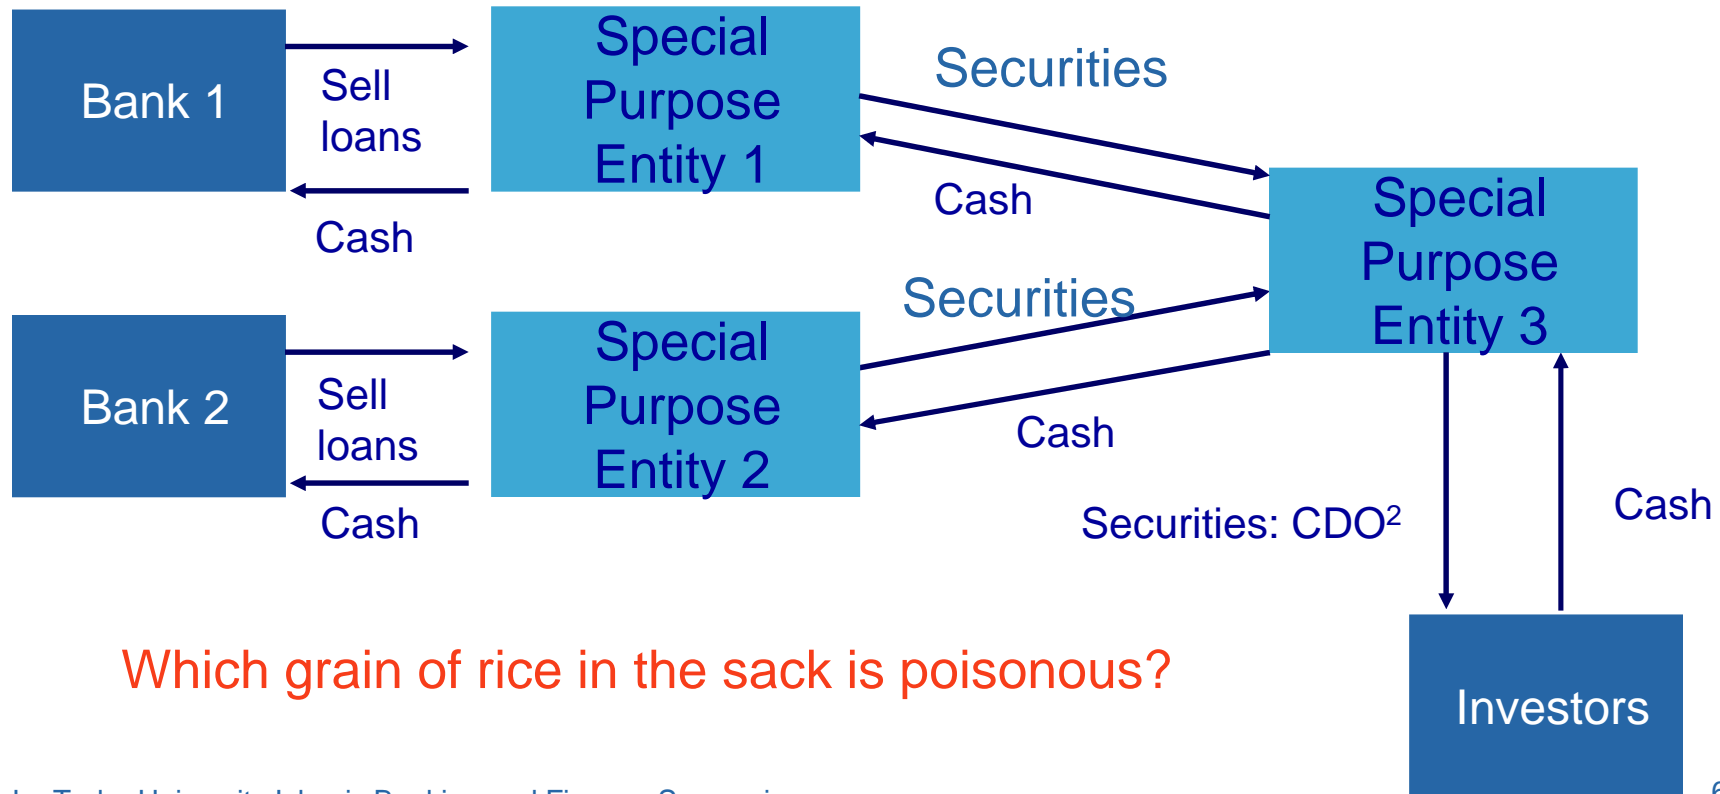 Bank 1
Sell
loans
Cash
Special
Purpose
Entity 1
Securities
Cash
Special
Purpose
Entity 3
Bank 2
Sell
loans
Cash
Special
Purpose
Entity 2
Securities
Cash
Securities: CDO²
Cash
Which grain of rice in the sack is poisonous?
Investors